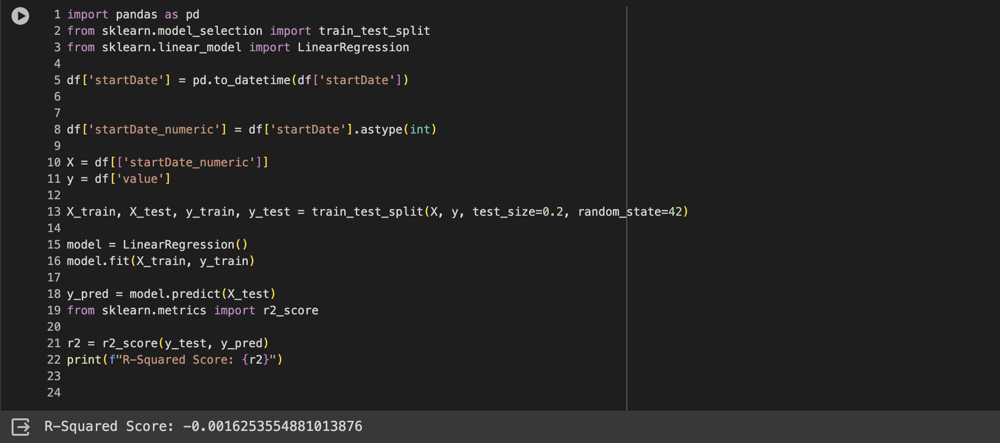 1 import pandas as pd
2 from sklearn.model_selection import train_test_split
3 from sklearn.linear_model import LinearRegression
4
5 df['startDate'] = pd.to_datetime(df['startDate'])
6
7
8 df['startDate_numeric'] = df['startDate'].astype(int)
9
10 X = df[['startDate_numeric']]
11 y = df['value']
12
13 X_train, X_test, y_train, y_test = train_test_split(X, y, test_size=0.2, random_state=42)
14
15 model = LinearRegression()
16 model.fit(X_train, y_train)
17
18 y_pred = model.predict(X_test)
19 from sklearn.metrics import r2_score
20
21 r2 = r2_score(y_test, y_pred)
22 print(f"R-Squared Score: {r2}")
23
24
R-Squared Score: -0.0016253554881013876